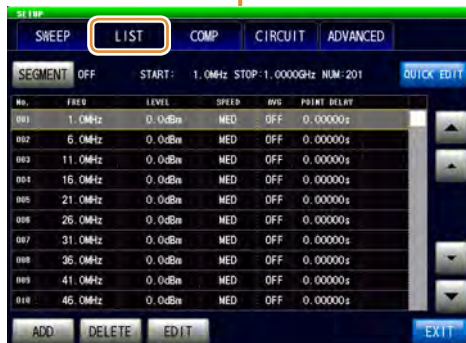 SETUP
SWEEP LIST COMP CIRCUIT ADVANCED
SEGMENT OFF START: 1.0MHz STOP:1.0000GHz NUM:201 QUICK EDIT
No. FREQ LEVEL SPEED AVG POINT DELAY
001 1.0MHz 0.0dBm MED OFF 0.00000s
002 6.0MHz 0.0dBm MED OFF 0.00000s
003 11.0MHz 0.0dBm MED OFF 0.00000s
004 16.0MHz 0.0dBm MED OFF 0.00000s
005 21.0MHz 0.0dBm MED OFF 0.00000s
006 26.0MHz 0.0dBm MED OFF 0.00000s
007 31.0MHz 0.0dBm MED OFF 0.00000s
008 36.0MHz 0.0dBm MED OFF 0.00000s
009 41.0MHz 0.0dBm MED OFF 0.00000s
010 46.0MHz 0.0dBm MED OFF 0.00000s
ADD DELETE EDIT EXIT